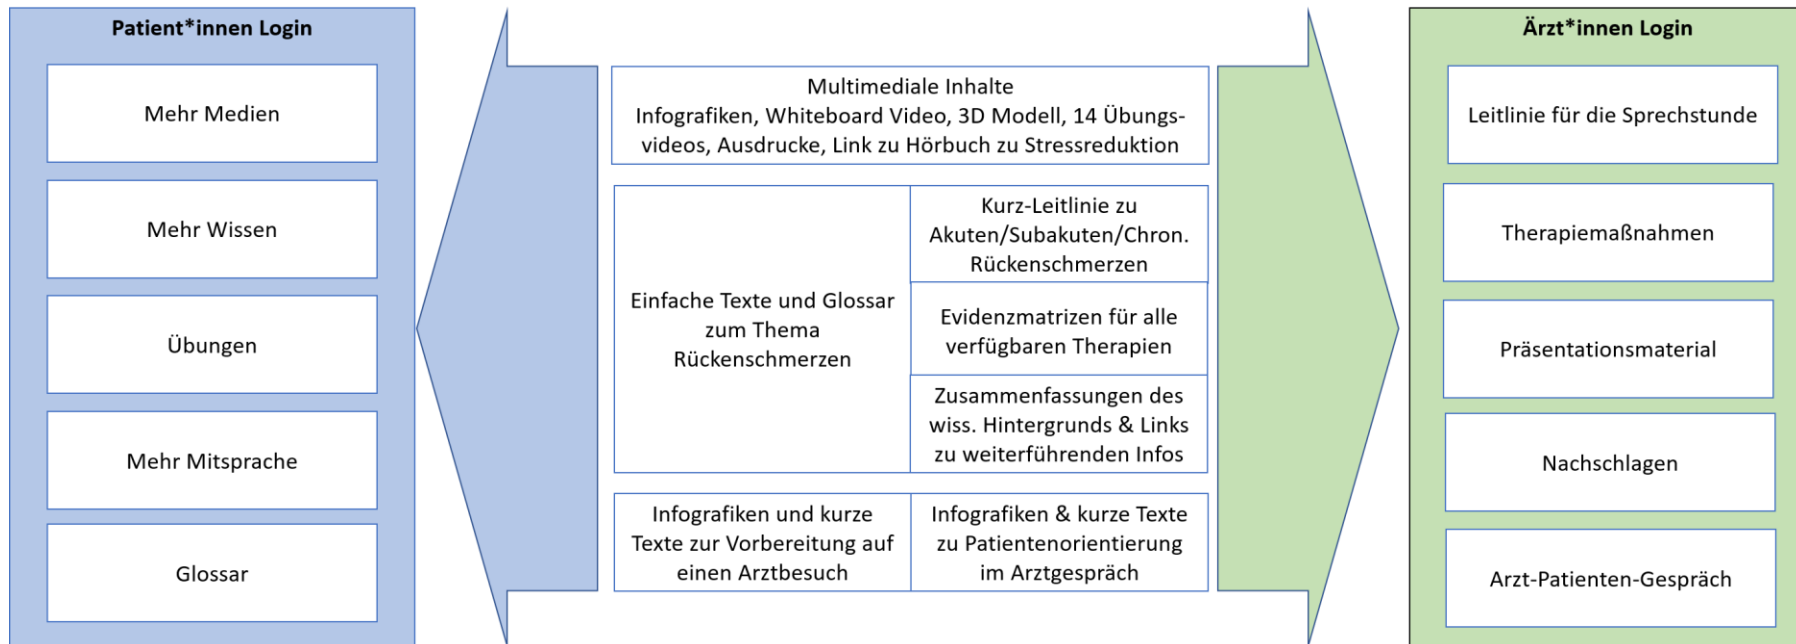 Patient*innen Login
Mehr Medien
Mehr Wissen
Übungen
Mehr Mitsprache
Glossar
Multimediale Inhalte
Infografiken, Whiteboard Video, 3D Modell, 14 Übungs-
videos, Ausdrucke, Link zu Hörbuch zu Stressreduktion
Einfache Texte und Glossar
zum Thema
Rückenschmerzen
Kurz-Leitlinie zu
Akuten/Subakuten/Chron.
Rückenschmerzen
Evidenzmatrizen für alle
verfügbaren Therapien
Zusammenfassungen des
wiss. Hintergrunds & Links
zu weiterführenden Infos
Infografiken und kurze
Texte zur Vorbereitung auf
einen Arztbesuch
Infografiken & kurze Texte
zu Patientenorientierung
im Arztgespräch
Ärzt*innen Login
Leitlinie für die Sprechstunde
Therapiemaßnahmen
Präsentationsmaterial
Nachschlagen
Arzt-Patienten-Gespräch